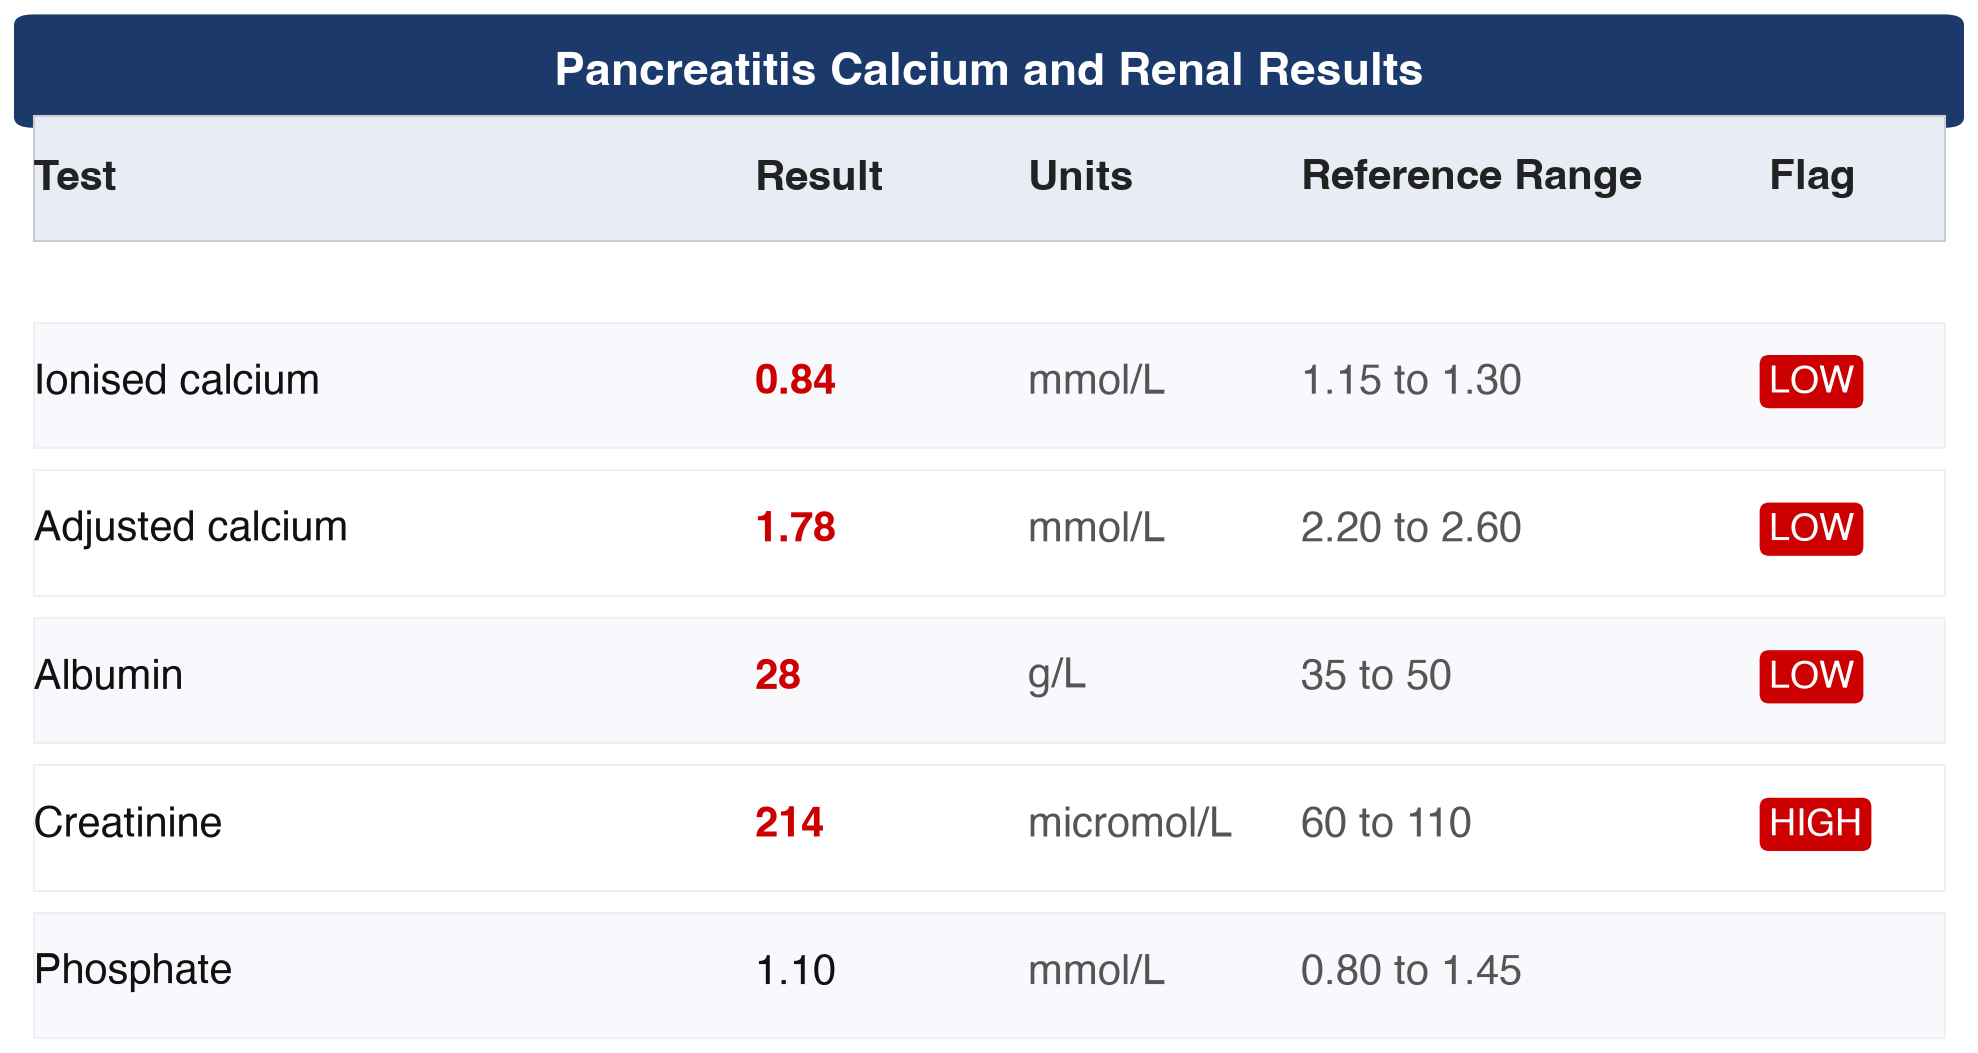 Pancreatitis Calcium and Renal Results
Test Result Units Reference Range Flag
Ionised calcium 0.84 mmol/L 1.15 to 1.30 LOW
Adjusted calcium 1.78 mmol/L 2.20 to 2.60 LOW
Albumin 28 g/L 35 to 50 LOW
Creatinine 214 micromol/L 60 to 110 HIGH
Phosphate 1.10 mmol/L 0.80 to 1.45